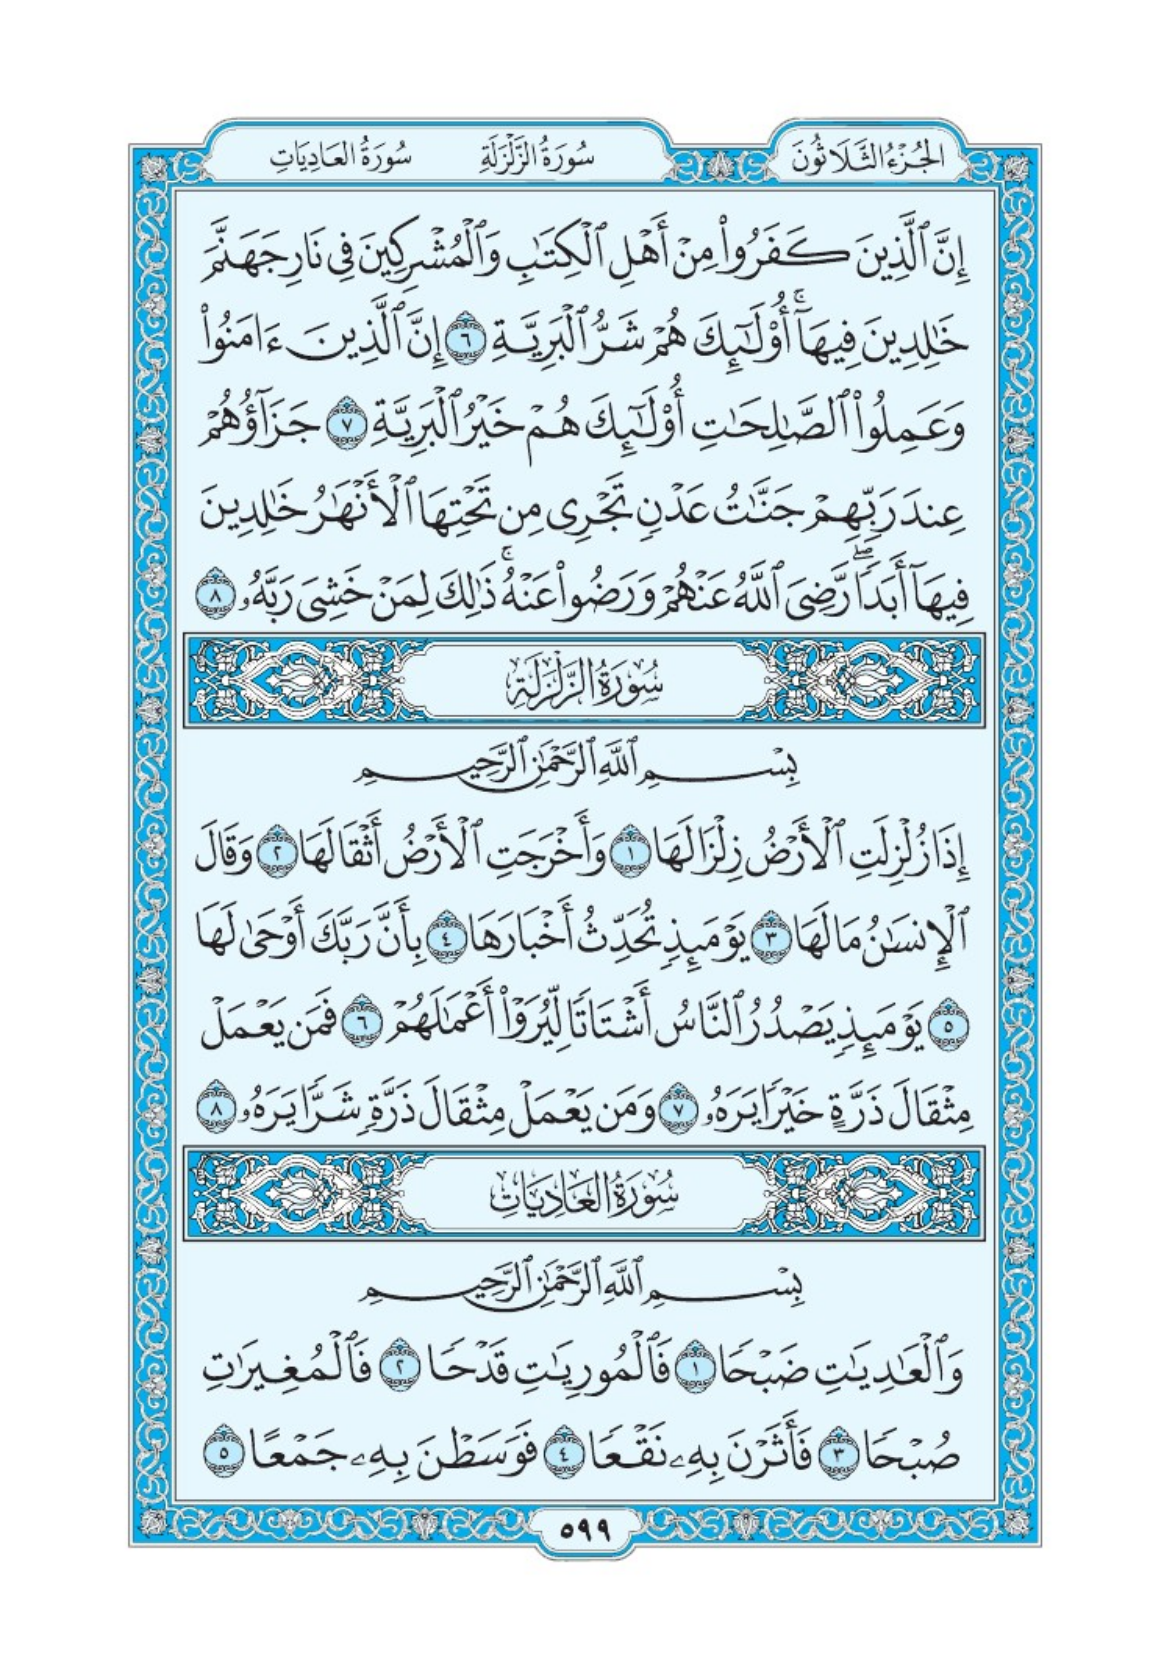 الجُزْءُ الثَّلَاثُونَ سُورَةُ الزَّلْزَلَةِ سُورَةُ العَادِيَاتِ
إِنَّ ٱلَّذِينَ كَفَرُوا۟ مِنْ أَهْلِ ٱلْكِتَٰبِ وَٱلْمُشْرِكِينَ فِى نَارِ جَهَنَّمَ
خَٰلِدِينَ فِيهَآ ۚ أُو۟لَٰٓئِكَ هُمْ شَرُّ ٱلْبَرِيَّةِ ٦ إِنَّ ٱلَّذِينَ ءَامَنُوا۟
وَعَمِلُوا۟ ٱلصَّٰلِحَٰتِ أُو۟لَٰٓئِكَ هُمْ خَيْرُ ٱلْبَرِيَّةِ ٧ جَزَآؤُهُمْ
عِندَ رَبِّهِمْ جَنَّٰتُ عَدْنٍ تَجْرِى مِن تَحْتِهَا ٱلْأَنْهَٰرُ خَٰلِدِينَ
فِيهَآ أَبَدًا ۖ رَّضِىَ ٱللَّهُ عَنْهُمْ وَرَضُوا۟ عَنْهُ ۚ ذَٰلِكَ لِمَنْ خَشِىَ رَبَّهُۥ ٨
سُورَةُ الزَّلْزَلَةِ
بِسْمِ ٱللَّهِ ٱلرَّحْمَٰنِ ٱلرَّحِيمِ
إِذَا زُلْزِلَتِ ٱلْأَرْضُ زِلْزَالَهَا ١ وَأَخْرَجَتِ ٱلْأَرْضُ أَثْقَالَهَا ٢ وَقَالَ
ٱلْإِنسَٰنُ مَا لَهَا ٣ يَوْمَئِذٍ تُحَدِّثُ أَخْبَارَهَا ٤ بِأَنَّ رَبَّكَ أَوْحَىٰ لَهَا
٥ يَوْمَئِذٍ يَصْدُرُ ٱلنَّاسُ أَشْتَاتًا لِّيُرَوْا۟ أَعْمَٰلَهُمْ ٦ فَمَن يَعْمَلْ
مِثْقَالَ ذَرَّةٍ خَيْرًا يَرَهُۥ ٧ وَمَن يَعْمَلْ مِثْقَالَ ذَرَّةٍ شَرًّا يَرَهُۥ ٨
سُورَةُ العَادِيَاتِ
بِسْمِ ٱللَّهِ ٱلرَّحْمَٰنِ ٱلرَّحِيمِ
وَٱلْعَٰدِيَٰتِ ضَبْحًا ١ فَٱلْمُورِيَٰتِ قَدْحًا ٢ فَٱلْمُغِيرَٰتِ
صُبْحًا ٣ فَأَثَرْنَ بِهِۦ نَقْعًا ٤ فَوَسَطْنَ بِهِۦ جَمْعًا ٥
٥٩٩